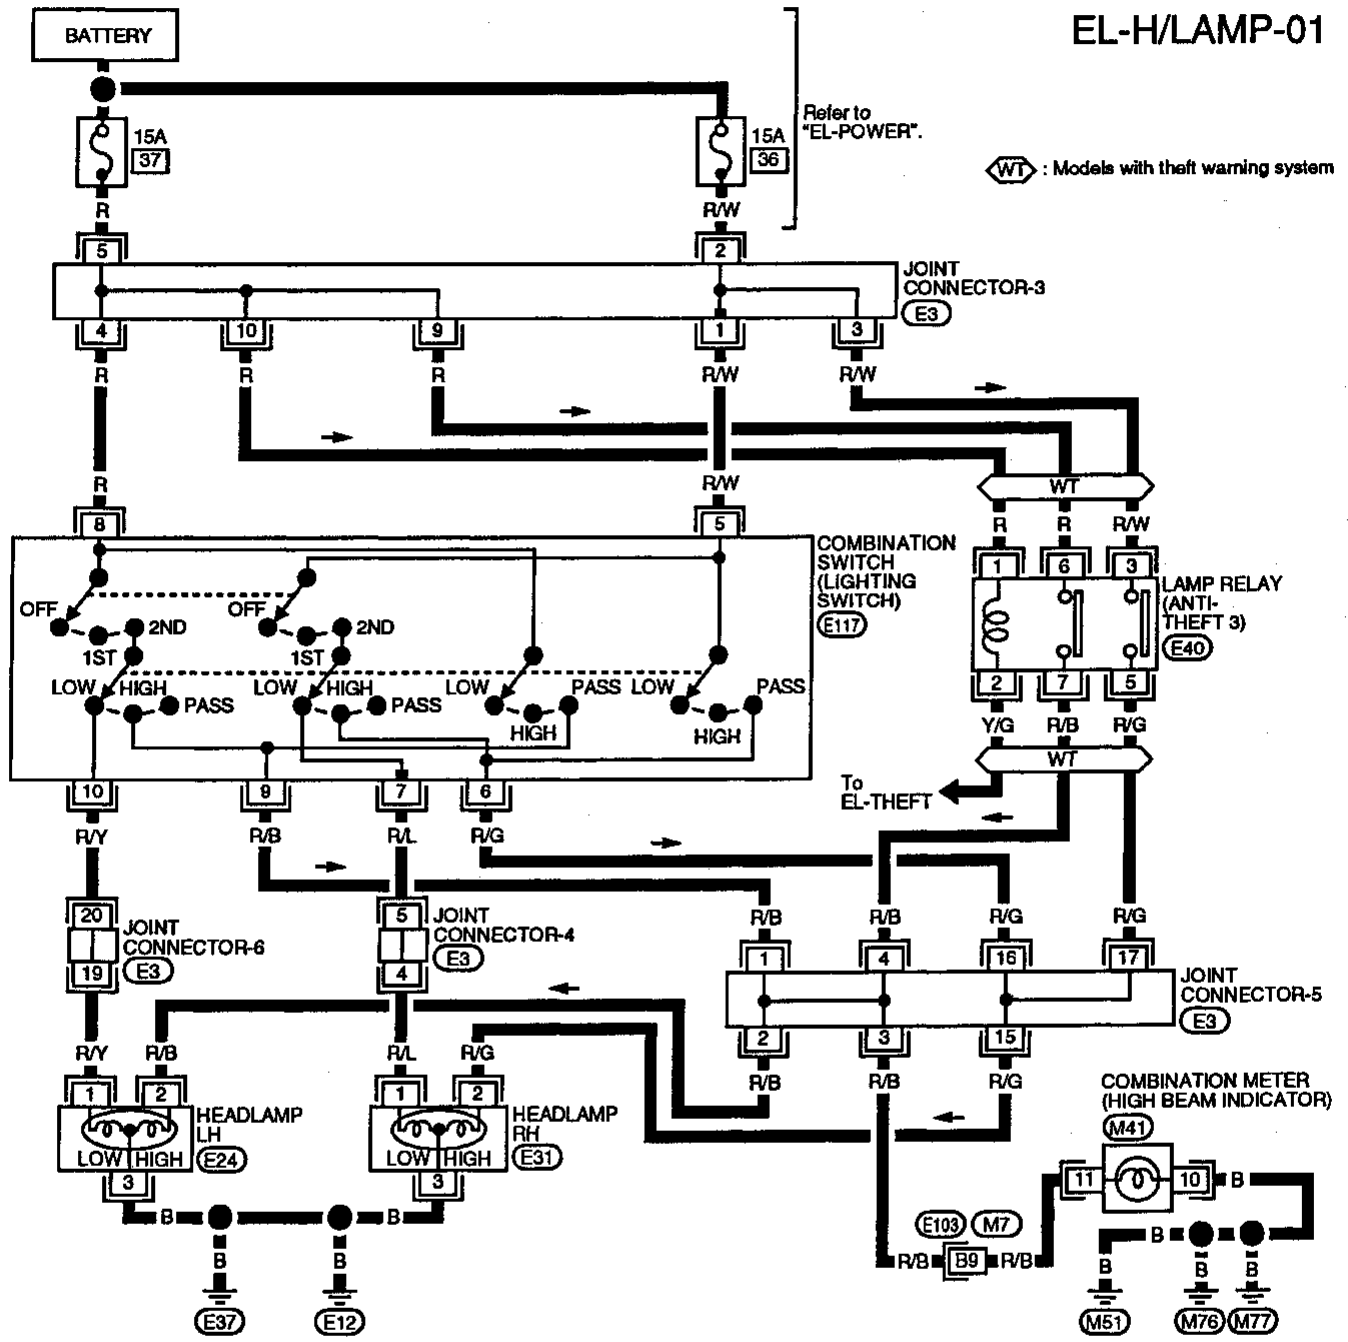 EL-H/LAMP-01
BATTERY
Refer to
"EL-POWER".
15A
37
15A
36
WT : Models with theft warning system
R
R/W
5
2
JOINT
CONNECTOR-3
E3
4
10
9
1
3
R
R
R
R/W
R/W
R
R/W
WT
8
5
R
R
R/W
COMBINATION
SWITCH
(LIGHTING
SWITCH)
E117
1
6
3
LAMP RELAY
(ANTI-
THEFT 3)
E40
OFF
2ND
1ST
OFF
2ND
1ST
LOW
HIGH
PASS
LOW
HIGH
PASS
LOW
HIGH
PASS
LOW
HIGH
PASS
2
7
5
Y/G
R/B
R/G
WT
To
EL-THEFT
10
9
7
6
R/Y
R/B
R/L
R/G
20
JOINT
CONNECTOR-6
E3
19
5
JOINT
CONNECTOR-4
E3
4
R/B
R/B
R/G
R/G
1
4
16
17
JOINT
CONNECTOR-5
E3
2
3
15
R/B
R/B
R/G
R/Y
R/B
R/L
R/G
1
2
HEADLAMP
LH
E24
LOW
HIGH
3
1
2
HEADLAMP
RH
E31
LOW
HIGH
3
COMBINATION METER
(HIGH BEAM INDICATOR)
M41
11
10
B
B
B
B
B
E37
E12
E103
M7
R/B
B9
R/B
B
B
B
B
M51
M76
M77